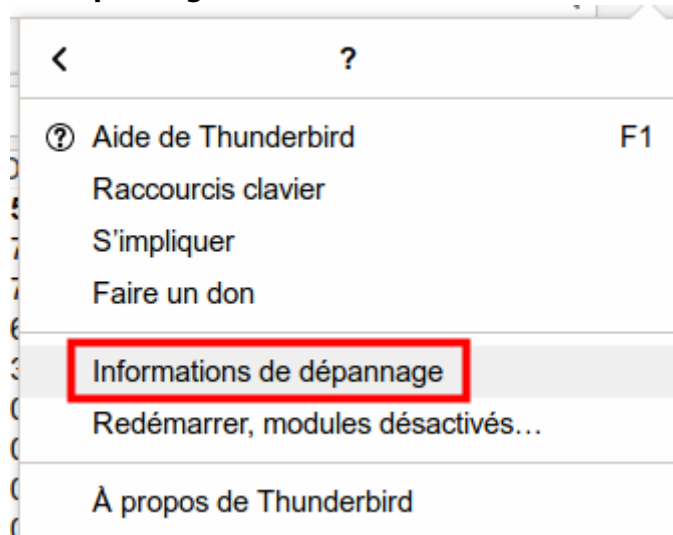 ?
Aide de Thunderbird F1
Raccourcis clavier
S’impliquer
Faire un don
Informations de dépannage
Redémarrer, modules désactivés…
À propos de Thunderbird